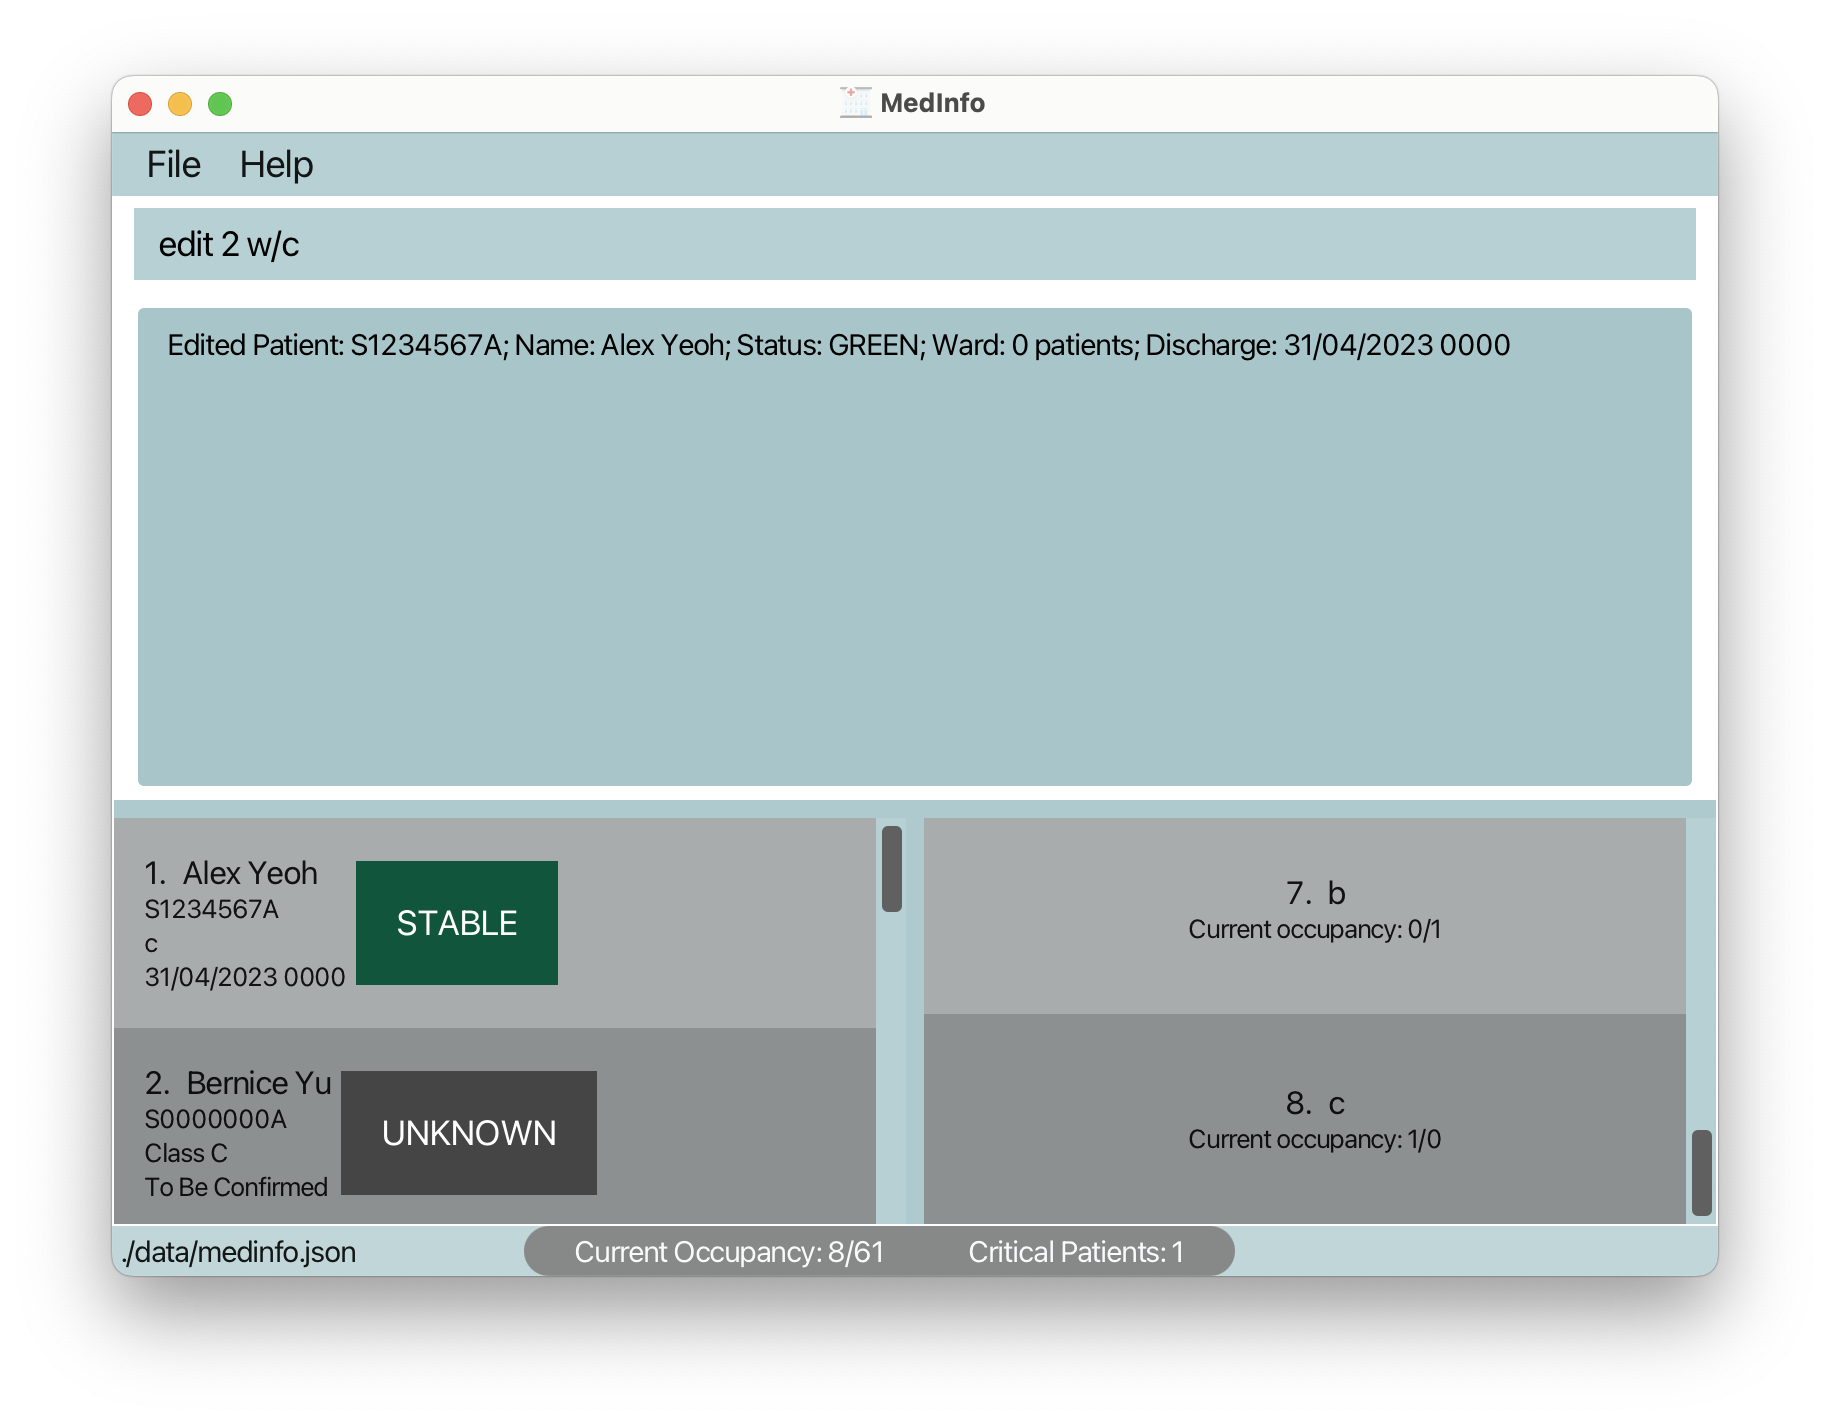 MedInfo
File Help
edit 2 w/c
Edited Patient: S1234567A; Name: Alex Yeoh; Status: GREEN; Ward: 0 patients; Discharge: 31/04/2023 0000
1. Alex Yeoh
S1234567A
c
31/04/2023 0000
STABLE
2. Bernice Yu
S0000000A
Class C
To Be Confirmed
UNKNOWN
7. b
Current occupancy: 0/1
8. c
Current occupancy: 1/0
./data/medinfo.json
Current Occupancy: 8/61
Critical Patients: 1